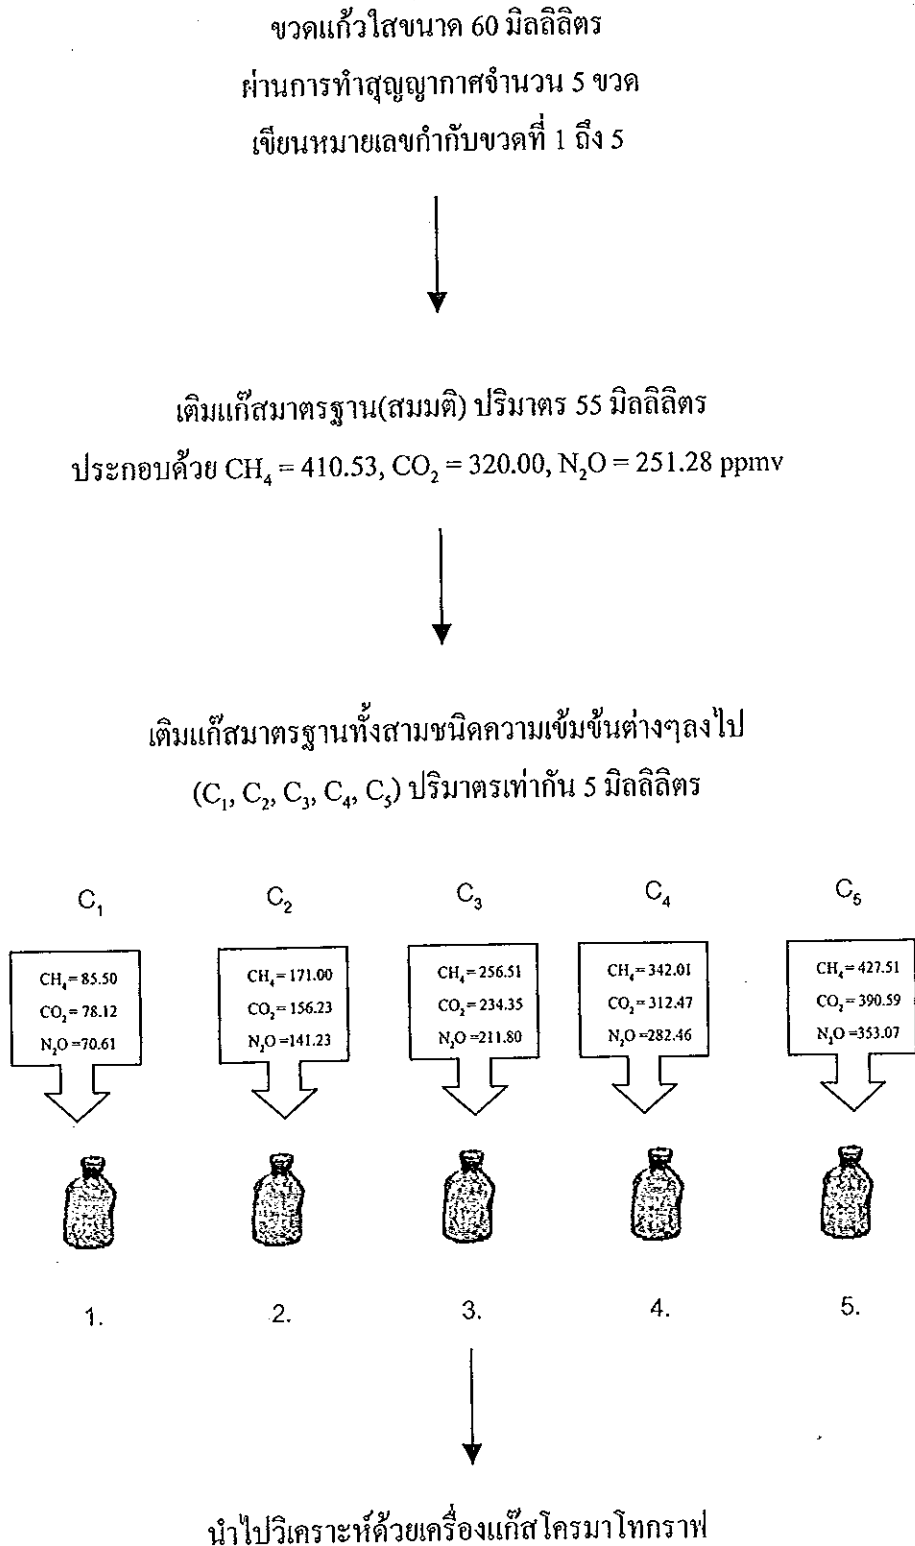 ขวดแก้วใสขนาด 60 มิลลิลิตร
ผ่านการทำสุญญากาศจำนวน 5 ขวด
เขียนหมายเลขกำกับขวดที่ 1 ถึง 5
เติมแก๊สมาตรฐาน(สมมติ) ปริมาตร 55 มิลลิลิตร
ประกอบด้วย CH₄ = 410.53, CO₂ = 320.00, N₂O = 251.28 ppmv
เติมแก๊สมาตรฐานทั้งสามชนิดความเข้มข้นต่างๆลงไป
(C₁, C₂, C₃, C₄, C₅) ปริมาตรเท่ากัน 5 มิลลิลิตร
C₁ C₂ C₃ C₄ C₅
CH₄= 85.50 CH₄= 171.00 CH₄= 256.51 CH₄= 342.01 CH₄= 427.51
CO₂= 78.12 CO₂= 156.23 CO₂= 234.35 CO₂= 312.47 CO₂= 390.59
N₂O =70.61 N₂O =141.23 N₂O =211.80 N₂O =282.46 N₂O =353.07
1. 2. 3. 4. 5.
นำไปวิเคราะห์ด้วยเครื่องแก๊สโครมาโทกราฟ